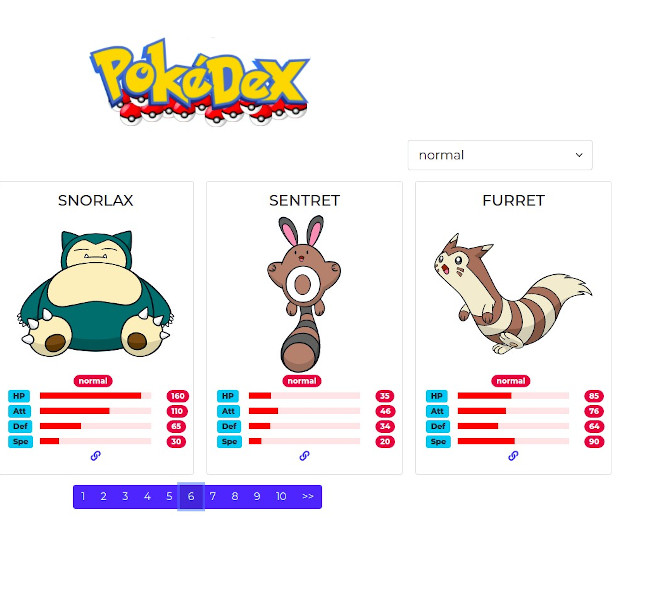 PoKéDeX
normal
SNORLAX
normal
HP 160
Att 110
Def 65
Spe 30
SENTRET
normal
HP 35
Att 46
Def 34
Spe 20
FURRET
normal
HP 85
Att 76
Def 64
Spe 90
1 2 3 4 5 6 7 8 9 10 >>